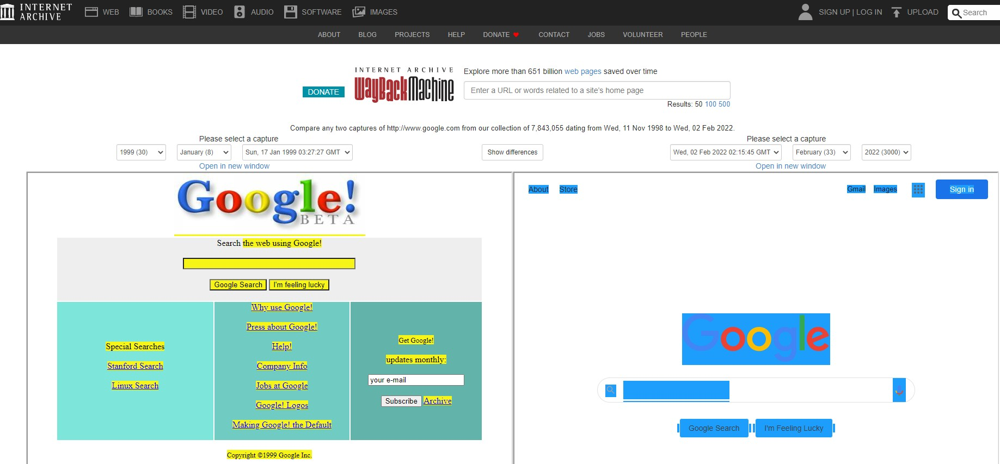 INTERNET ARCHIVE
WEB BOOKS VIDEO AUDIO SOFTWARE IMAGES SIGN UP | LOG IN UPLOAD Search
ABOUT BLOG PROJECTS HELP DONATE CONTACT JOBS VOLUNTEER PEOPLE
DONATE
INTERNET ARCHIVE
WayBackMachine
Explore more than 651 billion web pages saved over time
Enter a URL or words related to a site's home page
Results: 50 100 500
Compare any two captures of http://www.google.com from our collection of 7,843,055 dating from Wed, 11 Nov 1998 to Wed, 02 Feb 2022.
Please select a capture
1999 (30) January (8) Sun, 17 Jan 1999 03:27:27 GMT
Open in new window
Show differences
Please select a capture
Wed, 02 Feb 2022 02:15:45 GMT February (33) 2022 (3000)
Open in new window
Google!
BETA
Search the web using Google!
Google Search I'm feeling lucky
Special Searches
Stanford Search
Linux Search
Why use Google!
Press about Google!
Help!
Company Info
Jobs at Google
Google! Logos
Making Google! the Default
Get Google!
updates monthly:
your e-mail
Subscribe Archive
Copyright ©1999 Google Inc.
About Store Gmail Images Sign in
Google
Google Search I'm Feeling Lucky